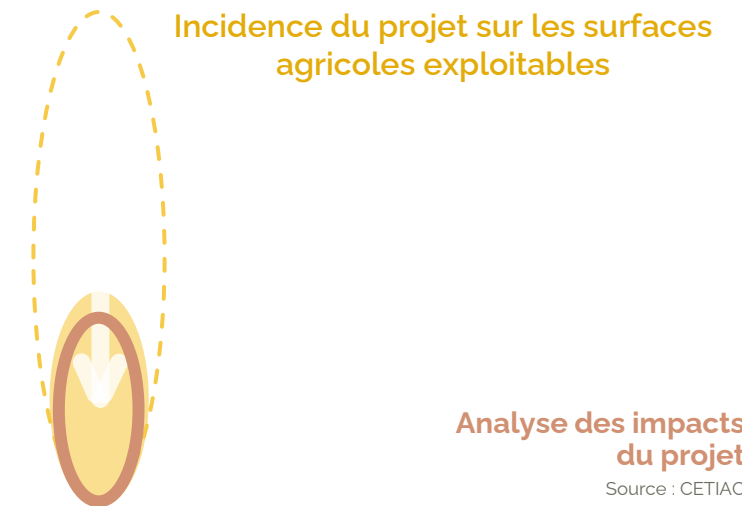 Incidence du projet sur les surfaces
agricoles exploitables
Analyse des impacts
du projet
Source : CETIAC